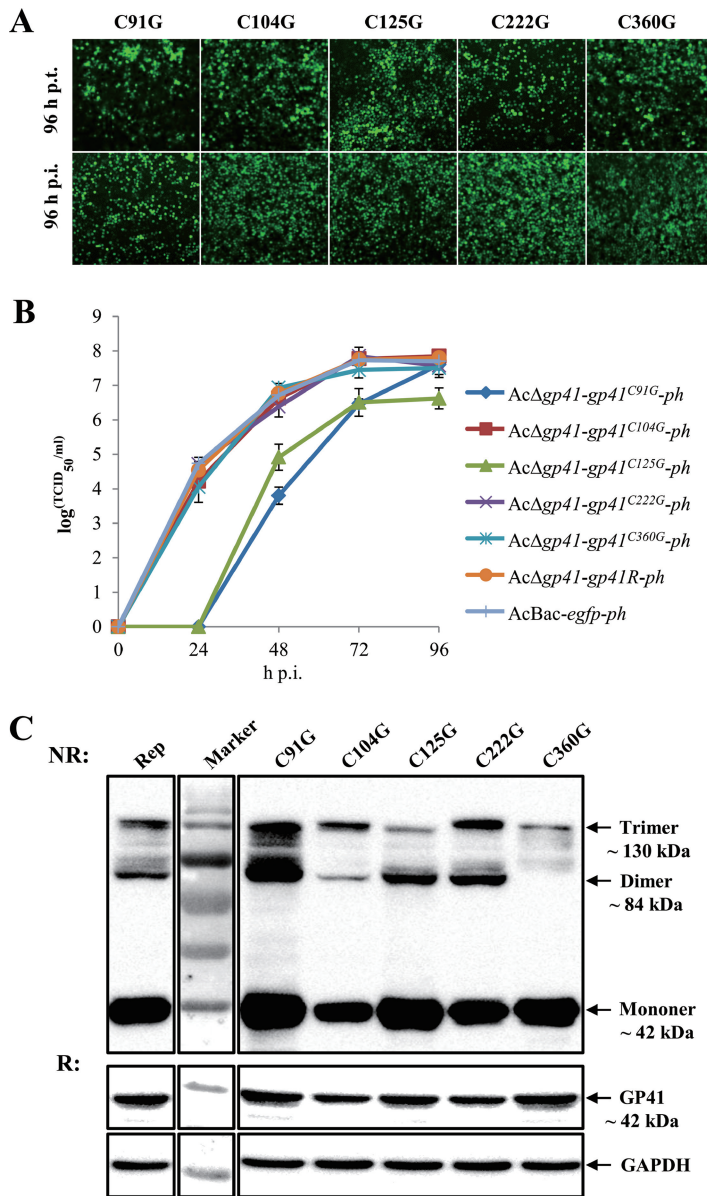 A
C91G C104G C125G C222G C360G
96 h p.t.
96 h p.i.
B
9
8
7
6
5
4
3
2
1
0
log(TCID50/ml)
0 24 48 72 96
h p.i.
AcΔgp41-gp41C91G-ph
AcΔgp41-gp41C104G-ph
AcΔgp41-gp41C125G-ph
AcΔgp41-gp41C222G-ph
AcΔgp41-gp41C360G-ph
AcΔgp41-gp41R-ph
AcBac-egfp-ph
C
NR: Rep Marker C91G C104G C125G C222G C360G
Trimer
~ 130 kDa
Dimer
~ 84 kDa
Mononer
~ 42 kDa
R:
GP41
~ 42 kDa
GAPDH